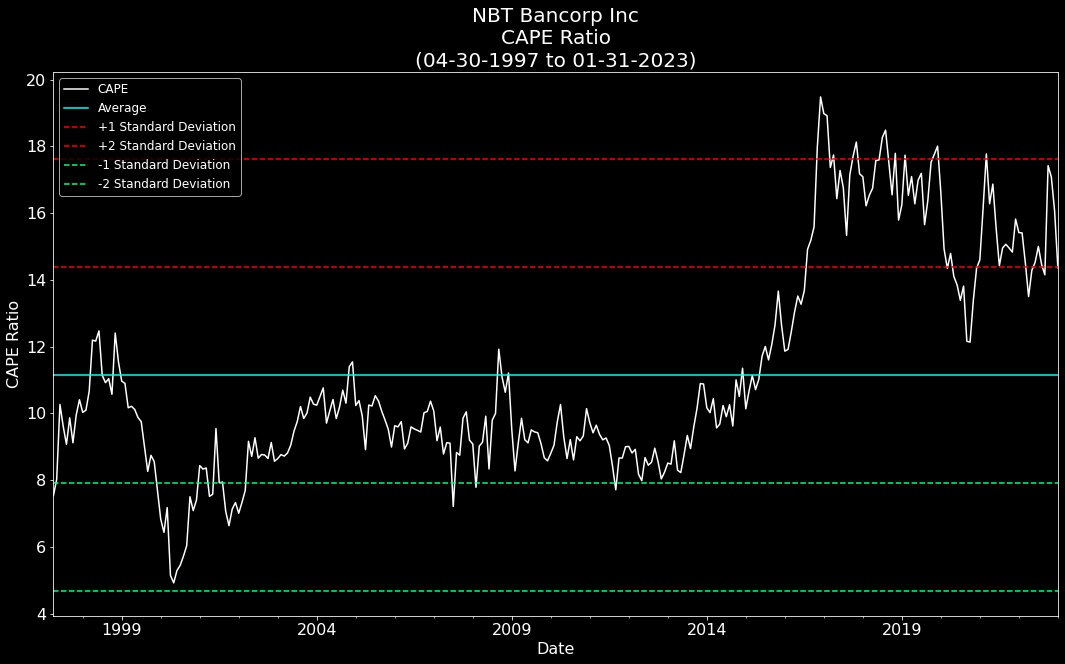 NBT Bancorp Inc
CAPE Ratio
(04-30-1997 to 01-31-2023)
CAPE
Average
+1 Standard Deviation
+2 Standard Deviation
-1 Standard Deviation
-2 Standard Deviation
CAPE Ratio
20
18
16
14
12
10
8
6
4
1999
2004
2009
2014
2019
Date